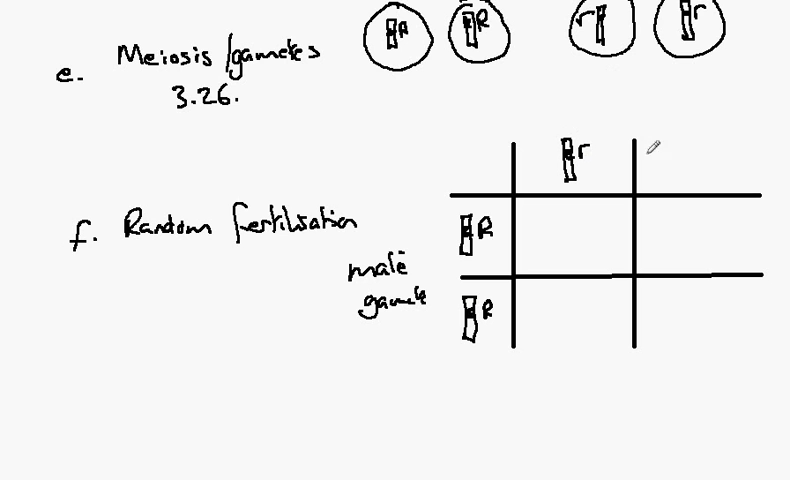 R R r r
e. Meiosis/gametes
3.26.
r
f. Random fertilisation
R
male
gamete
R